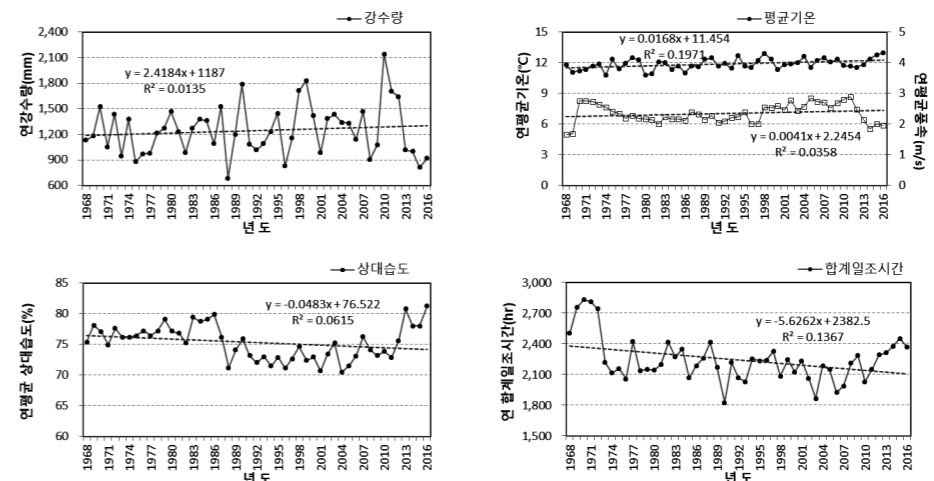 강수량
연강수량(mm)
2,400
2,100
1,800
1,500
1,200
900
600
y = 2.4184x + 1187
R² = 0.0135
1968 1971 1974 1977 1980 1983 1986 1989 1992 1995 1998 2001 2004 2007 2010 2013 2016
년 도
평균기온
연평균기온(℃)
15
12
9
6
3
0
y = 0.0168x + 11.454
R² = 0.1971
y = 0.0041x + 2.2454
R² = 0.0358
5
4
3
2
1
0
연평균풍속 (m/s)
1968 1971 1974 1977 1980 1983 1986 1989 1992 1995 1998 2001 2004 2007 2010 2013 2016
년 도
상대습도
연평균 상대습도(%)
85
80
75
70
65
60
y = -0.0483x + 76.522
R² = 0.0615
1968 1971 1974 1977 1980 1983 1986 1989 1992 1995 1998 2001 2004 2007 2010 2013 2016
년 도
합계일조시간
연 합계일조시간(hr)
3,000
2,700
2,400
2,100
1,800
1,500
y = -5.6262x + 2382.5
R² = 0.1367
1968 1971 1974 1977 1980 1983 1986 1989 1992 1995 1998 2001 2004 2007 2010 2013 2016
년 도